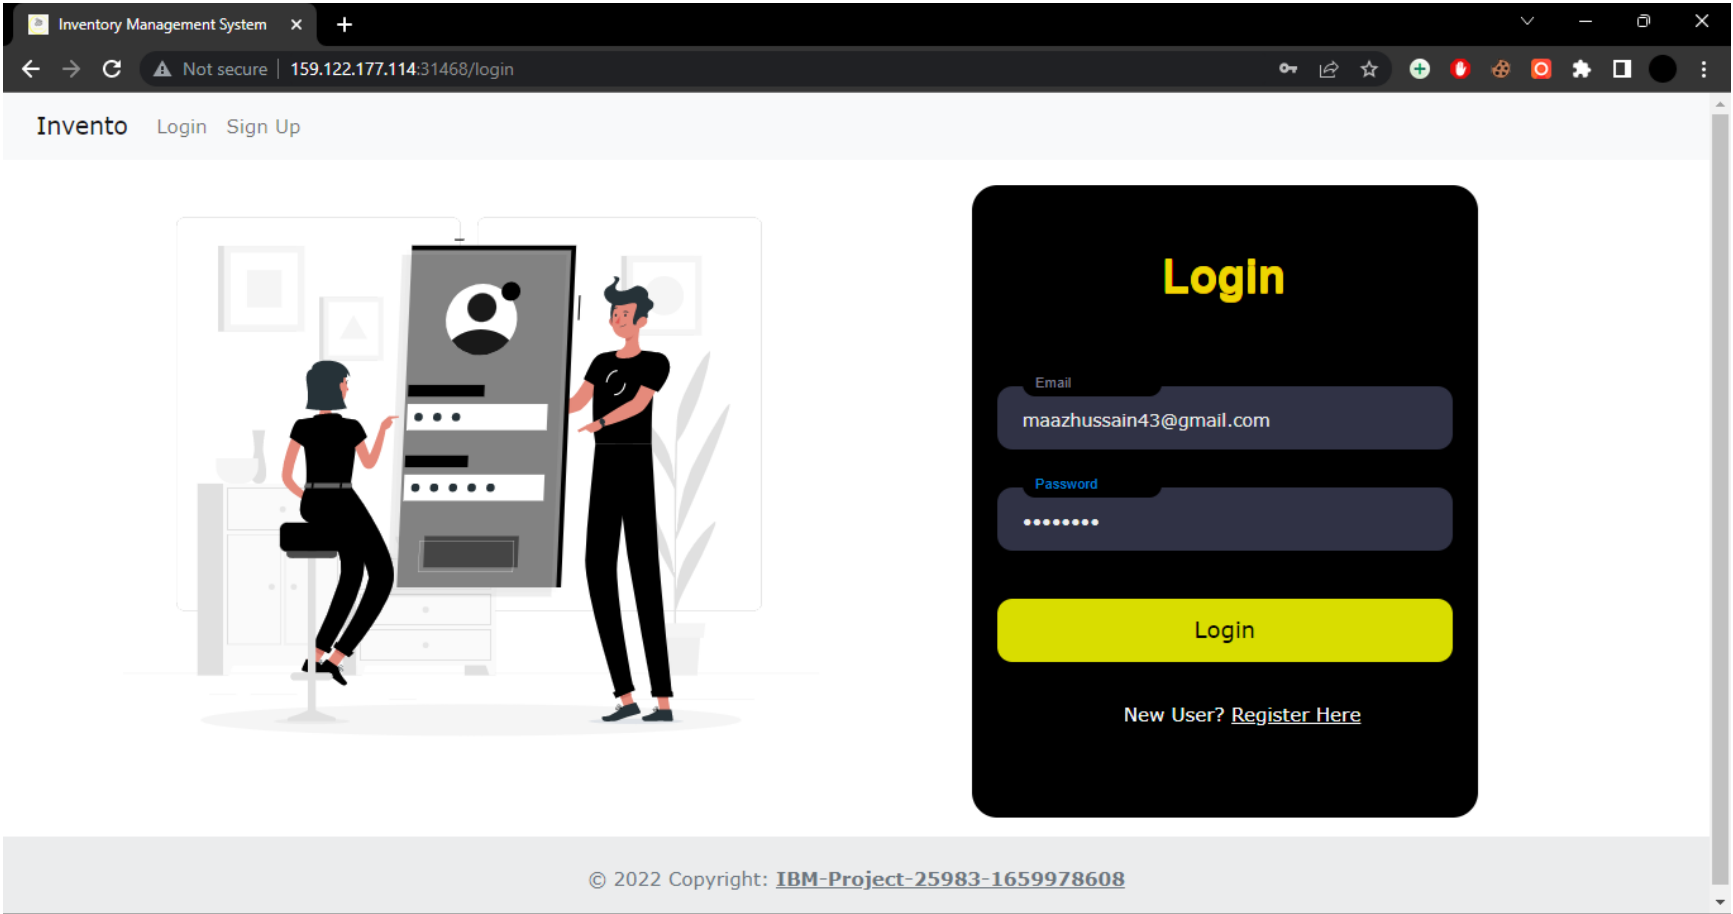 Inventory Management System
Not secure | 159.122.177.114:31468/login
Invento Login Sign Up
Login
Email
maazhussain43@gmail.com
Password
••••••••
Login
New User? Register Here
© 2022 Copyright: IBM-Project-25983-1659978608